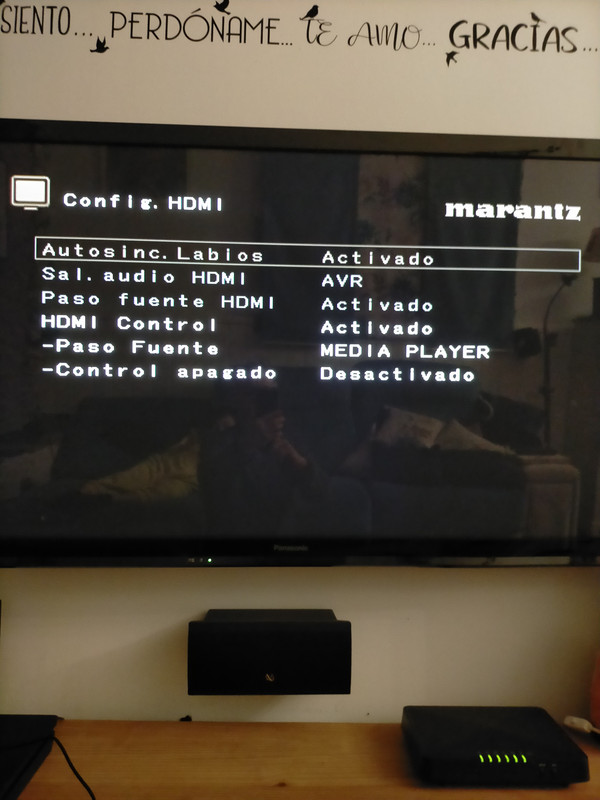 SIENTO... PERDÓNAME... TE AMO... GRACIAS...
Config. HDMI
marantz
Autosinc. Labios Activado
Sal. audio HDMI AVR
Paso fuente HDMI Activado
HDMI Control Activado
-Paso Fuente MEDIA PLAYER
-Control apagado Desactivado
Panasonic